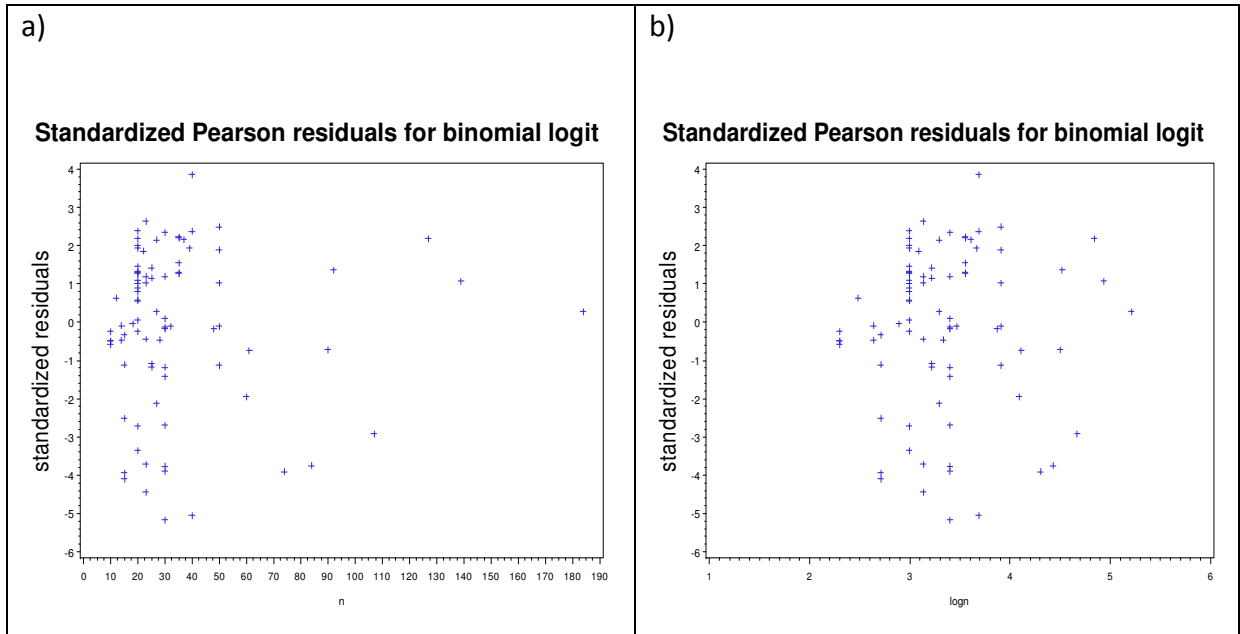 a)
Standardized Pearson residuals for binomial logit
standardized residuals
4
3
2
1
0
-1
-2
-3
-4
-5
-6
0 10 20 30 40 50 60 70 80 90 100 110 120 130 140 150 160 170 180 190
n
b)
Standardized Pearson residuals for binomial logit
standardized residuals
4
3
2
1
0
-1
-2
-3
-4
-5
-6
1 2 3 4 5 6
logn